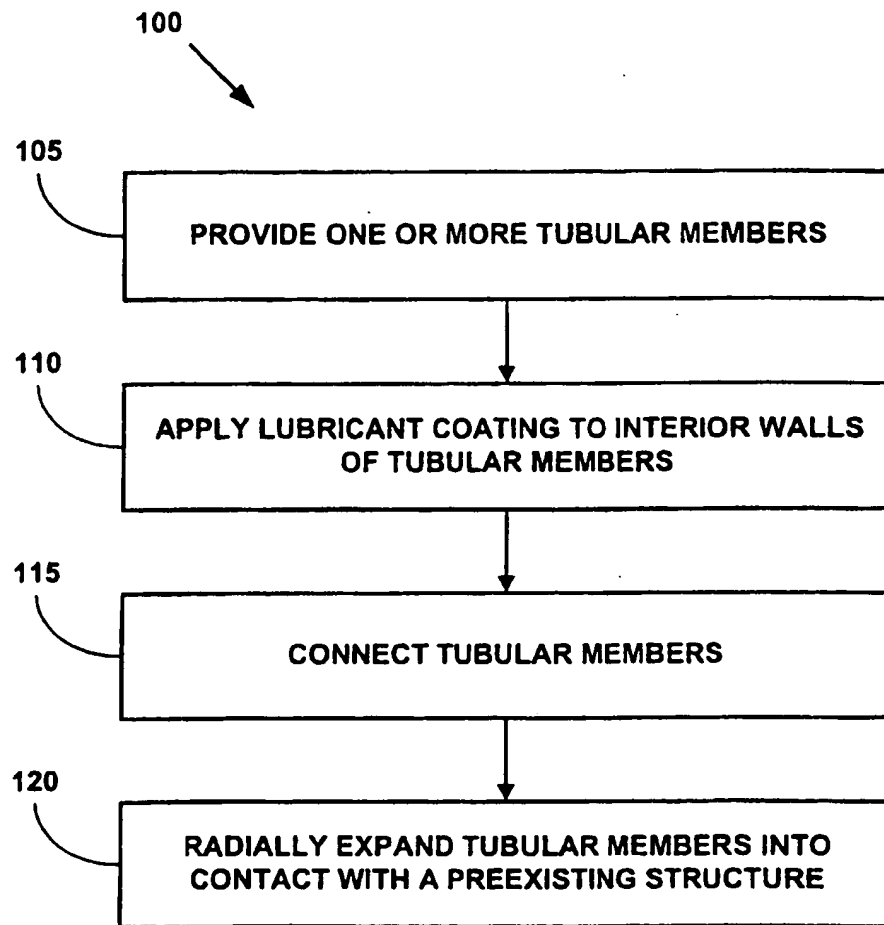 100
105
PROVIDE ONE OR MORE TUBULAR MEMBERS
110
APPLY LUBRICANT COATING TO INTERIOR WALLS
OF TUBULAR MEMBERS
115
CONNECT TUBULAR MEMBERS
120
RADIALLY EXPAND TUBULAR MEMBERS INTO
CONTACT WITH A PREEXISTING STRUCTURE